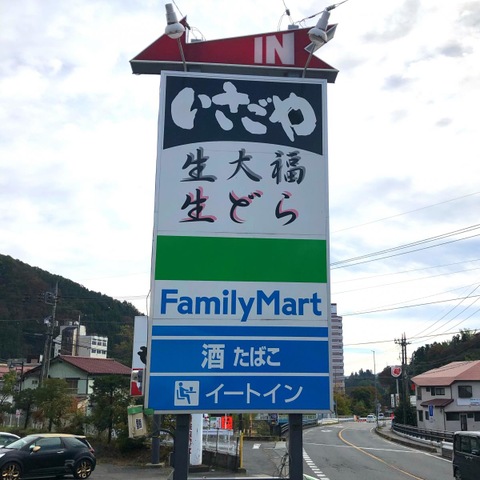 IN
いさごや
生大福
生どら
FamilyMart
酒 たばこ
イートイン